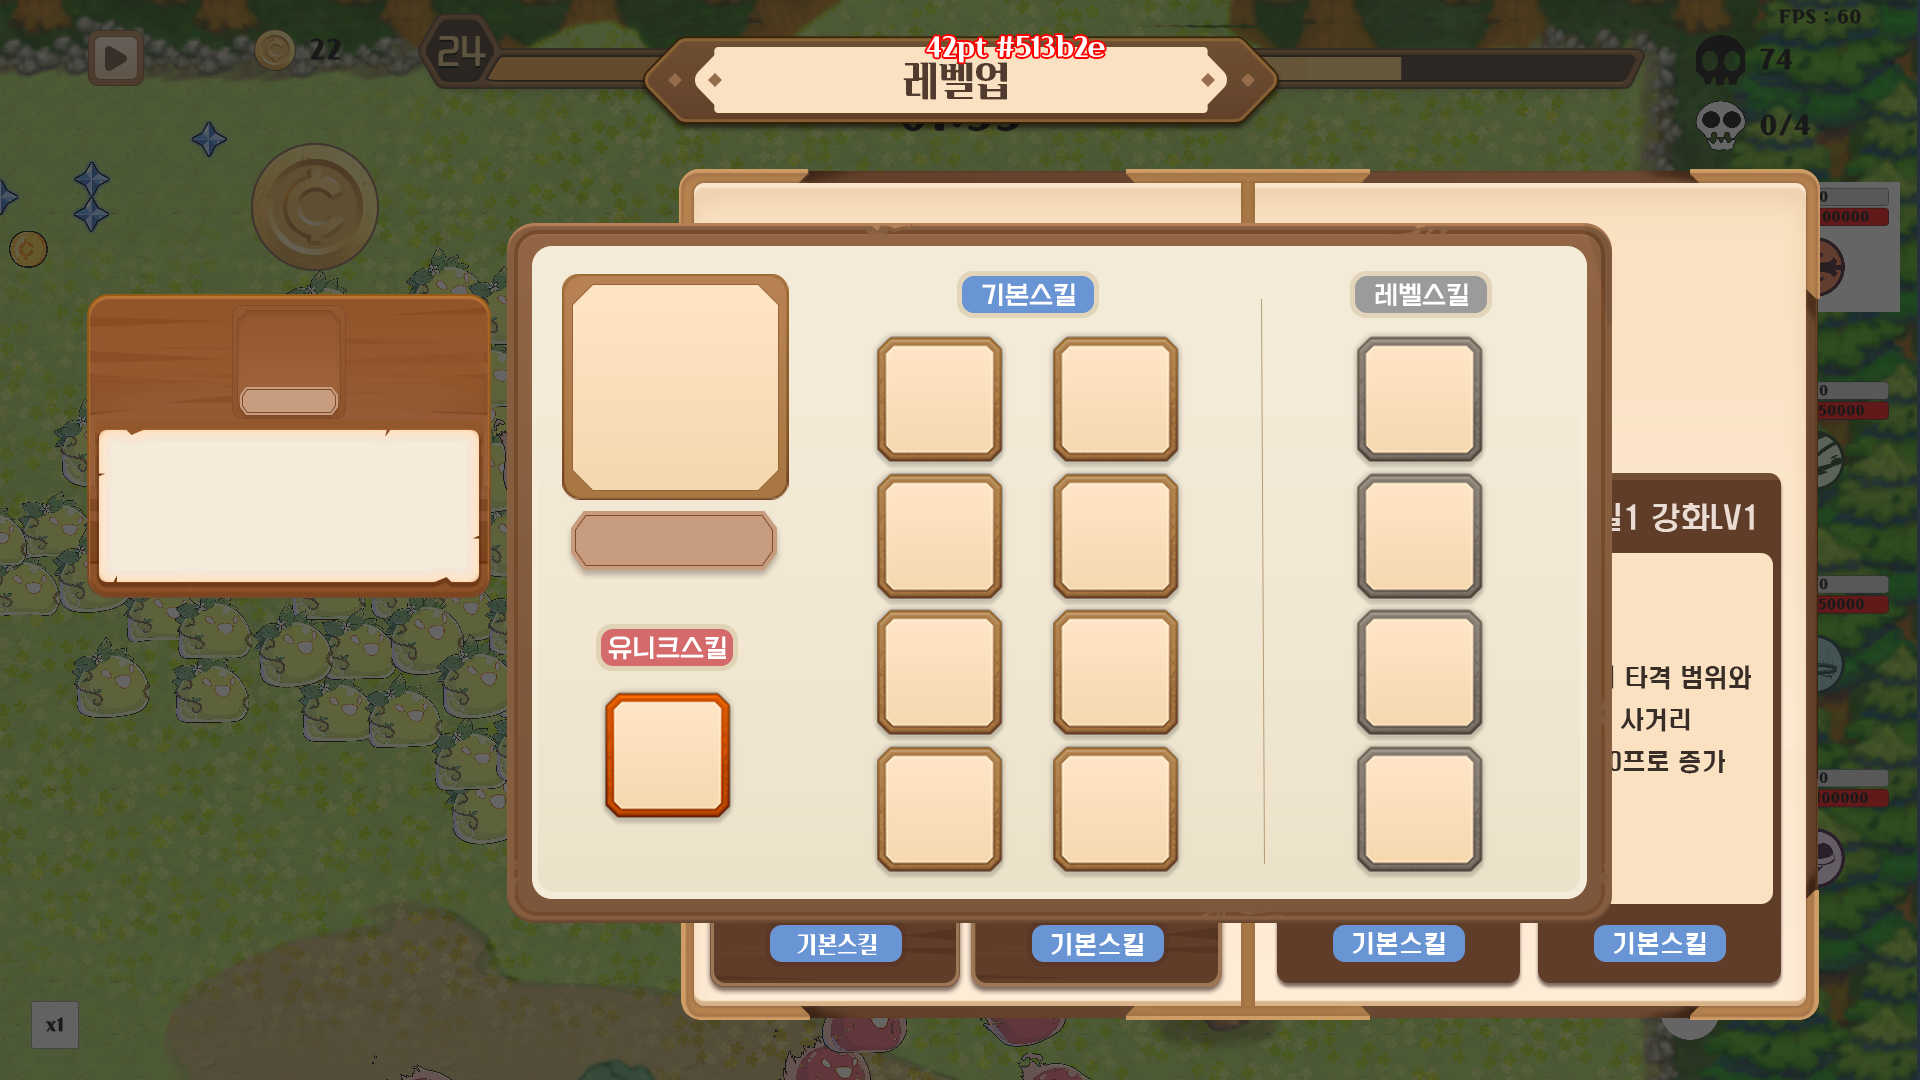 FPS : 60
22
24
42pt #513b2e
레벨업
74
0/4
기본스킬
레벨스킬
유니크스킬
강화LV1
타격 범위와
사거리
0프로 증가
기본스킬
기본스킬
기본스킬
기본스킬
x1